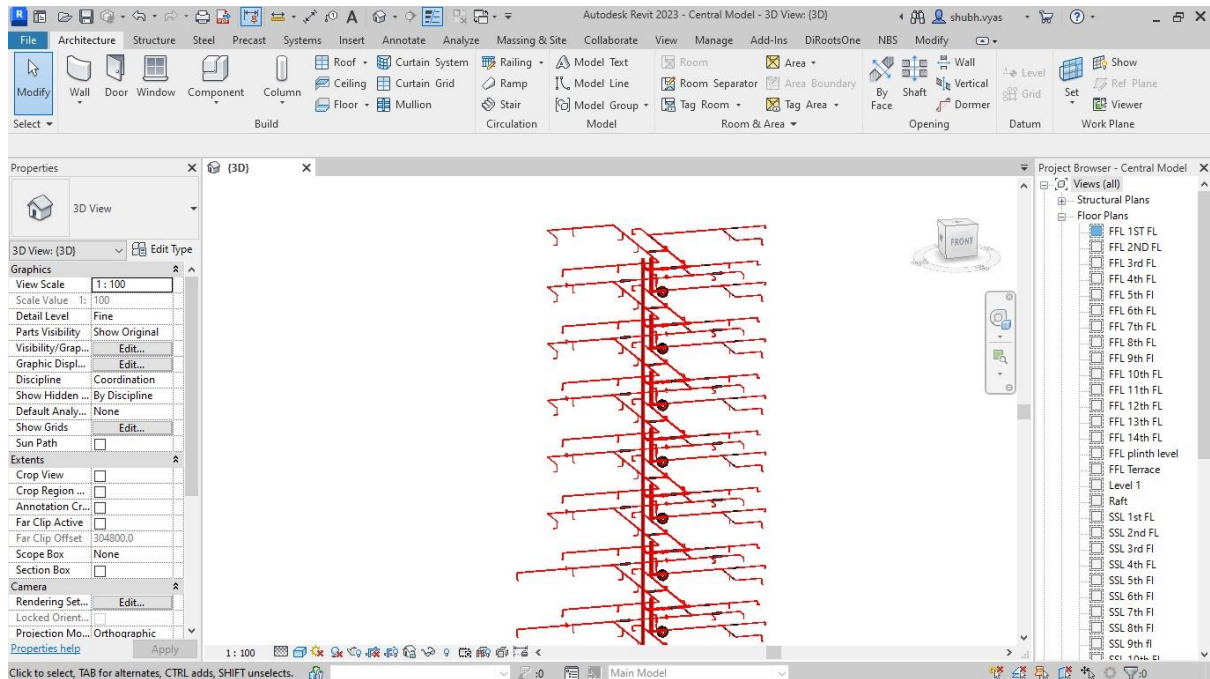 R
A
Autodesk Revit 2023 - Central Model - 3D View: {3D}
shubh.vyas
File Architecture Structure Steel Precast Systems Insert Annotate Analyze Massing & Site Collaborate View Manage Add-Ins DiRootsOne NBS Modify
Modify
Wall Door Window Component Column
Roof Curtain System
Ceiling Curtain Grid
Floor Mullion
Railing
Ramp
Stair
Model Text
Model Line
Model Group
Room
Room Separator
Tag Room
Area
Area Boundary
Tag Area
By Face
Shaft
Wall
Vertical
Dormer
Level
Grid
Set
Show
Ref Plane
Viewer
Select Build Circulation Model Room & Area Opening Datum Work Plane
Properties
3D View
3D View: {3D} Edit Type
Graphics
View Scale 1 : 100
Scale Value 1: 100
Detail Level Fine
Parts Visibility Show Original
Visibility/Grap... Edit...
Graphic Displ... Edit...
Discipline Coordination
Show Hidden ... By Discipline
Default Analy... None
Show Grids Edit...
Sun Path
Extents
Crop View
Crop Region ...
Annotation Cr...
Far Clip Active
Far Clip Offset 304800.0
Scope Box None
Section Box
Camera
Rendering Set... Edit...
Locked Orient...
Projection Mo... Orthographic
Properties help Apply
{3D}
FRONT
1 : 100
Project Browser - Central Model
Views (all)
Structural Plans
Floor Plans
FFL 1ST FL
FFL 2ND FL
FFL 3rd FL
FFL 4th FL
FFL 5th Fl
FFL 6th FL
FFL 7th FL
FFL 8th FL
FFL 9th Fl
FFL 10th FL
FFL 11th FL
FFL 12th FL
FFL 13th FL
FFL 14th FL
FFL plinth level
FFL Terrace
Level 1
Raft
SSL 1st FL
SSL 2nd FL
SSL 3rd Fl
SSL 4th FL
SSL 5th Fl
SSL 6th FL
SSL 7th Fl
SSL 8th Fl
SSL 9th fl
SSL 10th FL
Click to select, TAB for alternates, CTRL adds, SHIFT unselects.
:0
Main Model
:0